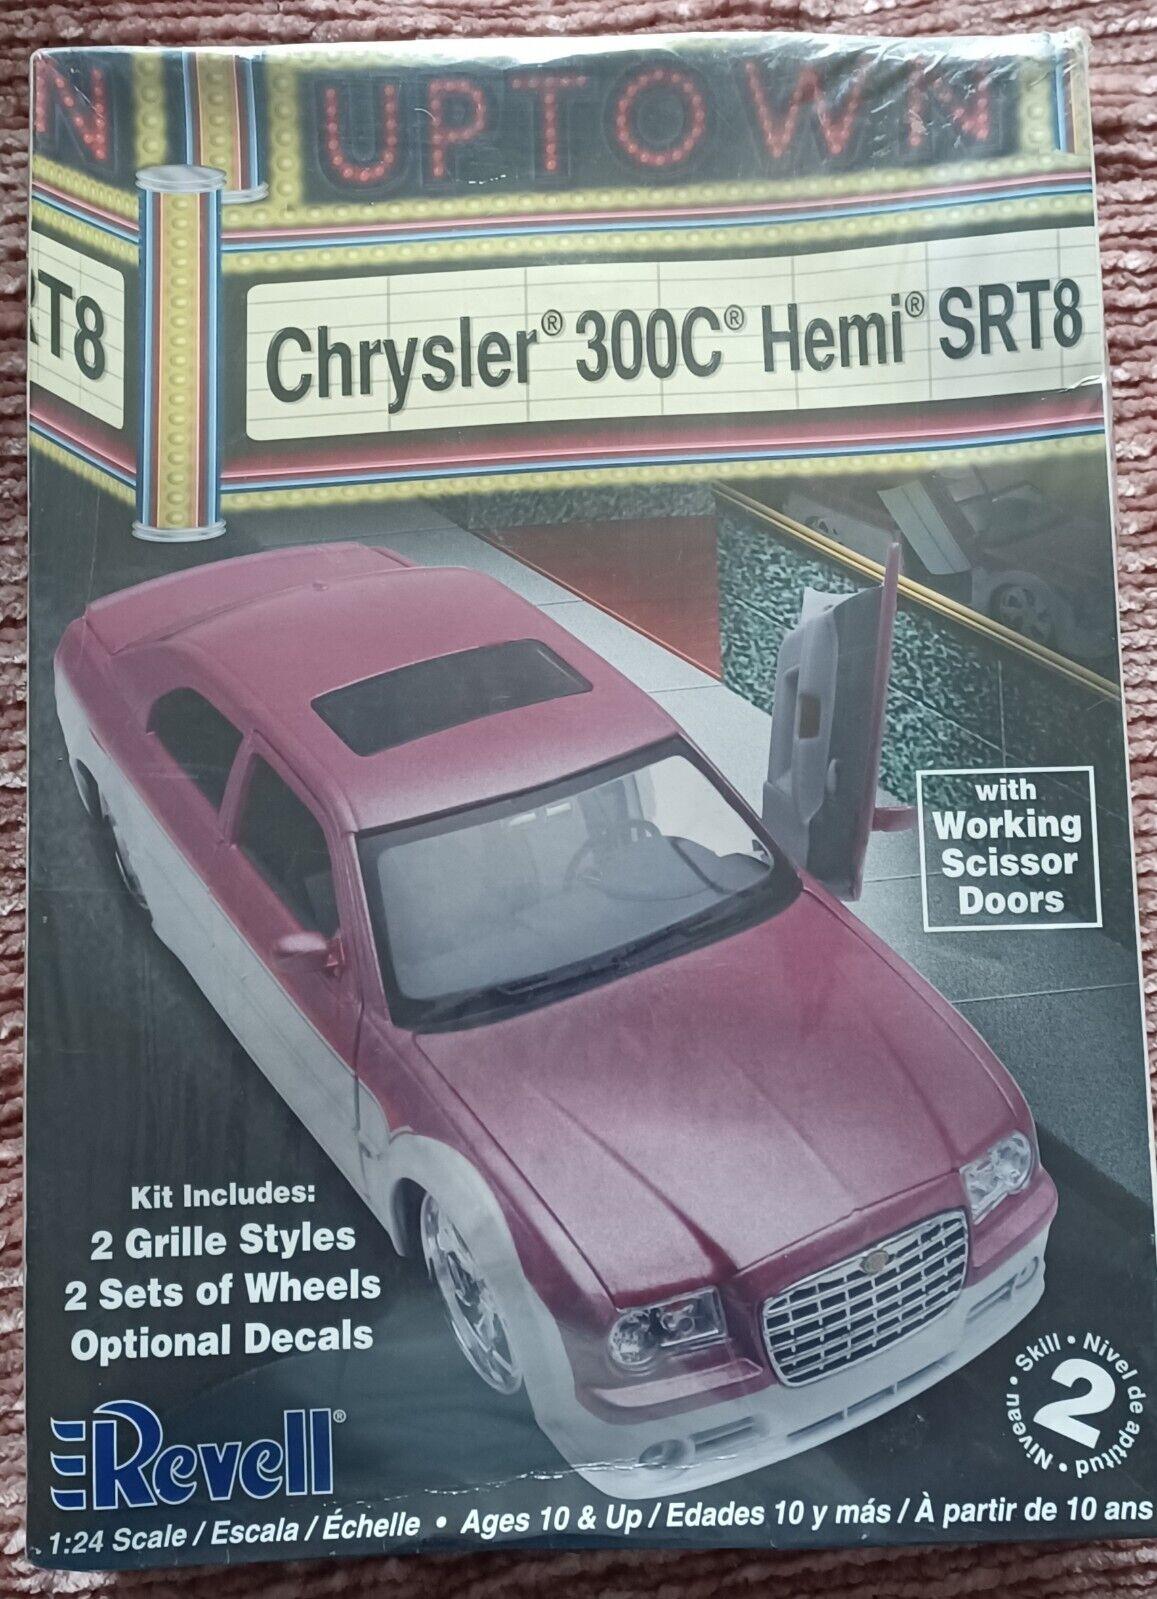 N UPTOWN
RT8
Chrysler® 300C® Hemi® SRT8
with
Working
Scissor
Doors
Kit Includes:
2 Grille Styles
2 Sets of Wheels
Optional Decals
Revell®
Skill • Nivel de aptitud • Niveau •
2
1:24 Scale / Escala / Échelle • Ages 10 & Up / Edades 10 y más / À partir de 10 ans